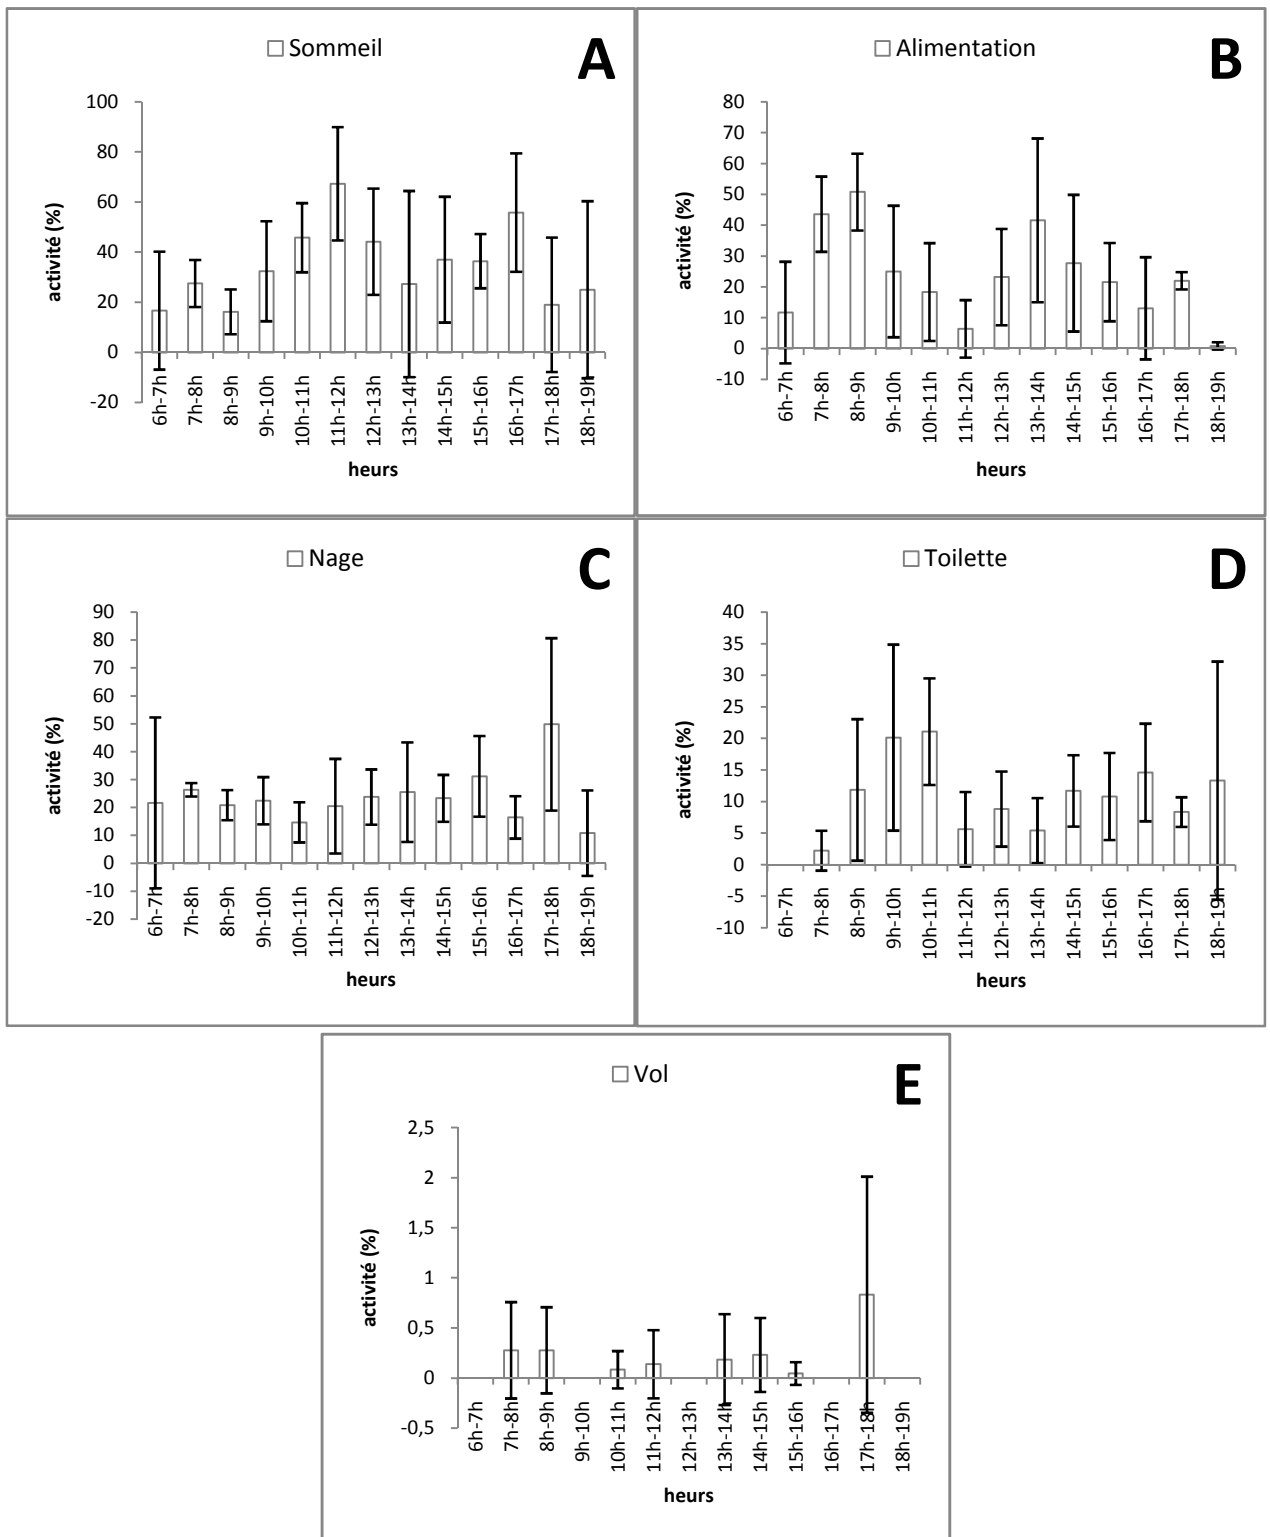 Sommeil
A
activité (%)
100
80
60
40
20
0
-20
6h-7h
7h-8h
8h-9h
9h-10h
10h-11h
11h-12h
12h-13h
13h-14h
14h-15h
15h-16h
16h-17h
17h-18h
18h-19h
heurs
Alimentation
B
activité (%)
80
70
60
50
40
30
20
10
0
-10
6h-7h
7h-8h
8h-9h
9h-10h
10h-11h
11h-12h
12h-13h
13h-14h
14h-15h
15h-16h
16h-17h
17h-18h
18h-19h
heurs
Nage
C
activité (%)
90
80
70
60
50
40
30
20
10
0
-10
-20
6h-7h
7h-8h
8h-9h
9h-10h
10h-11h
11h-12h
12h-13h
13h-14h
14h-15h
15h-16h
16h-17h
17h-18h
18h-19h
heurs
Toilette
D
activité (%)
40
35
30
25
20
15
10
5
0
-5
-10
6h-7h
7h-8h
8h-9h
9h-10h
10h-11h
11h-12h
12h-13h
13h-14h
14h-15h
15h-16h
16h-17h
17h-18h
18h-19h
heurs
Vol
E
activité (%)
2,5
2
1,5
1
0,5
0
-0,5
6h-7h
7h-8h
8h-9h
9h-10h
10h-11h
11h-12h
12h-13h
13h-14h
14h-15h
15h-16h
16h-17h
17h-18h
18h-19h
heurs